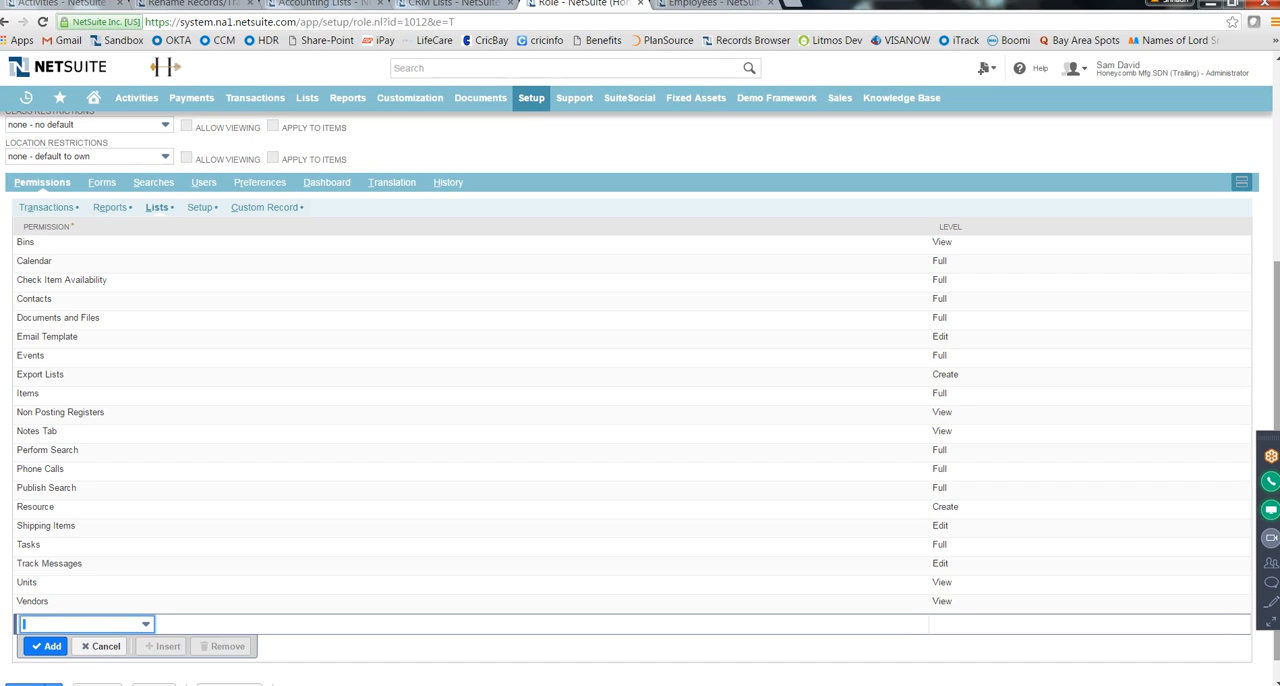 Activities - NetSuite
Rename Records/Tra
Accounting Lists - N
CRM Lists - NetSuite
Role - NetSuite (Hon
Employees - NetSuit
NetSuite Inc. [US] https://system.na1.netsuite.com/app/setup/role.nl?id=1012&e=T
Apps Gmail Sandbox OKTA CCM HDR Share-Point iPay LifeCare CricBay cricinfo Benefits PlanSource Records Browser Litmos Dev VISANOW iTrack Boomi Bay Area Spots Names of Lord
NETSUITE
Search
Help
Sam David
Honeycomb Mfg SDN (Trailing) - Administrator
Activities Payments Transactions Lists Reports Customization Documents Setup Support SuiteSocial Fixed Assets Demo Framework Sales Knowledge Base
CLASS RESTRICTIONS
none - no default ALLOW VIEWING APPLY TO ITEMS
LOCATION RESTRICTIONS
none - default to own ALLOW VIEWING APPLY TO ITEMS
Permissions Forms Searches Users Preferences Dashboard Translation History
Transactions • Reports • Lists • Setup • Custom Record •
PERMISSION * LEVEL
Bins View
Calendar Full
Check Item Availability Full
Contacts Full
Documents and Files Full
Email Template Edit
Events Full
Export Lists Create
Items Full
Non Posting Registers View
Notes Tab View
Perform Search Full
Phone Calls Full
Publish Search Full
Resource Create
Shipping Items Edit
Tasks Full
Track Messages Edit
Units View
Vendors View
Add Cancel Insert Remove